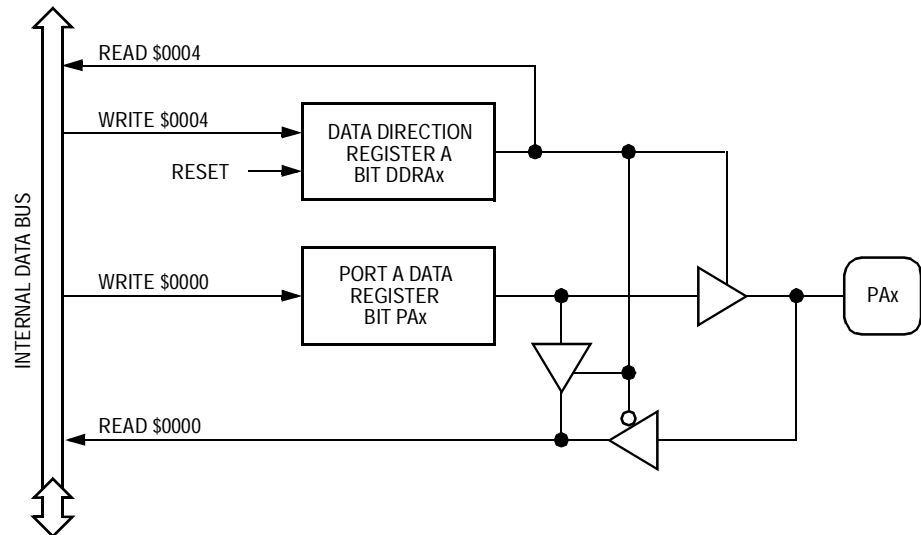 READ $0004
WRITE $0004
DATA DIRECTION
REGISTER A
BIT DDRAx
RESET
INTERNAL DATA BUS
WRITE $0000
PORT A DATA
REGISTER
BIT PAx
PAx
READ $0000